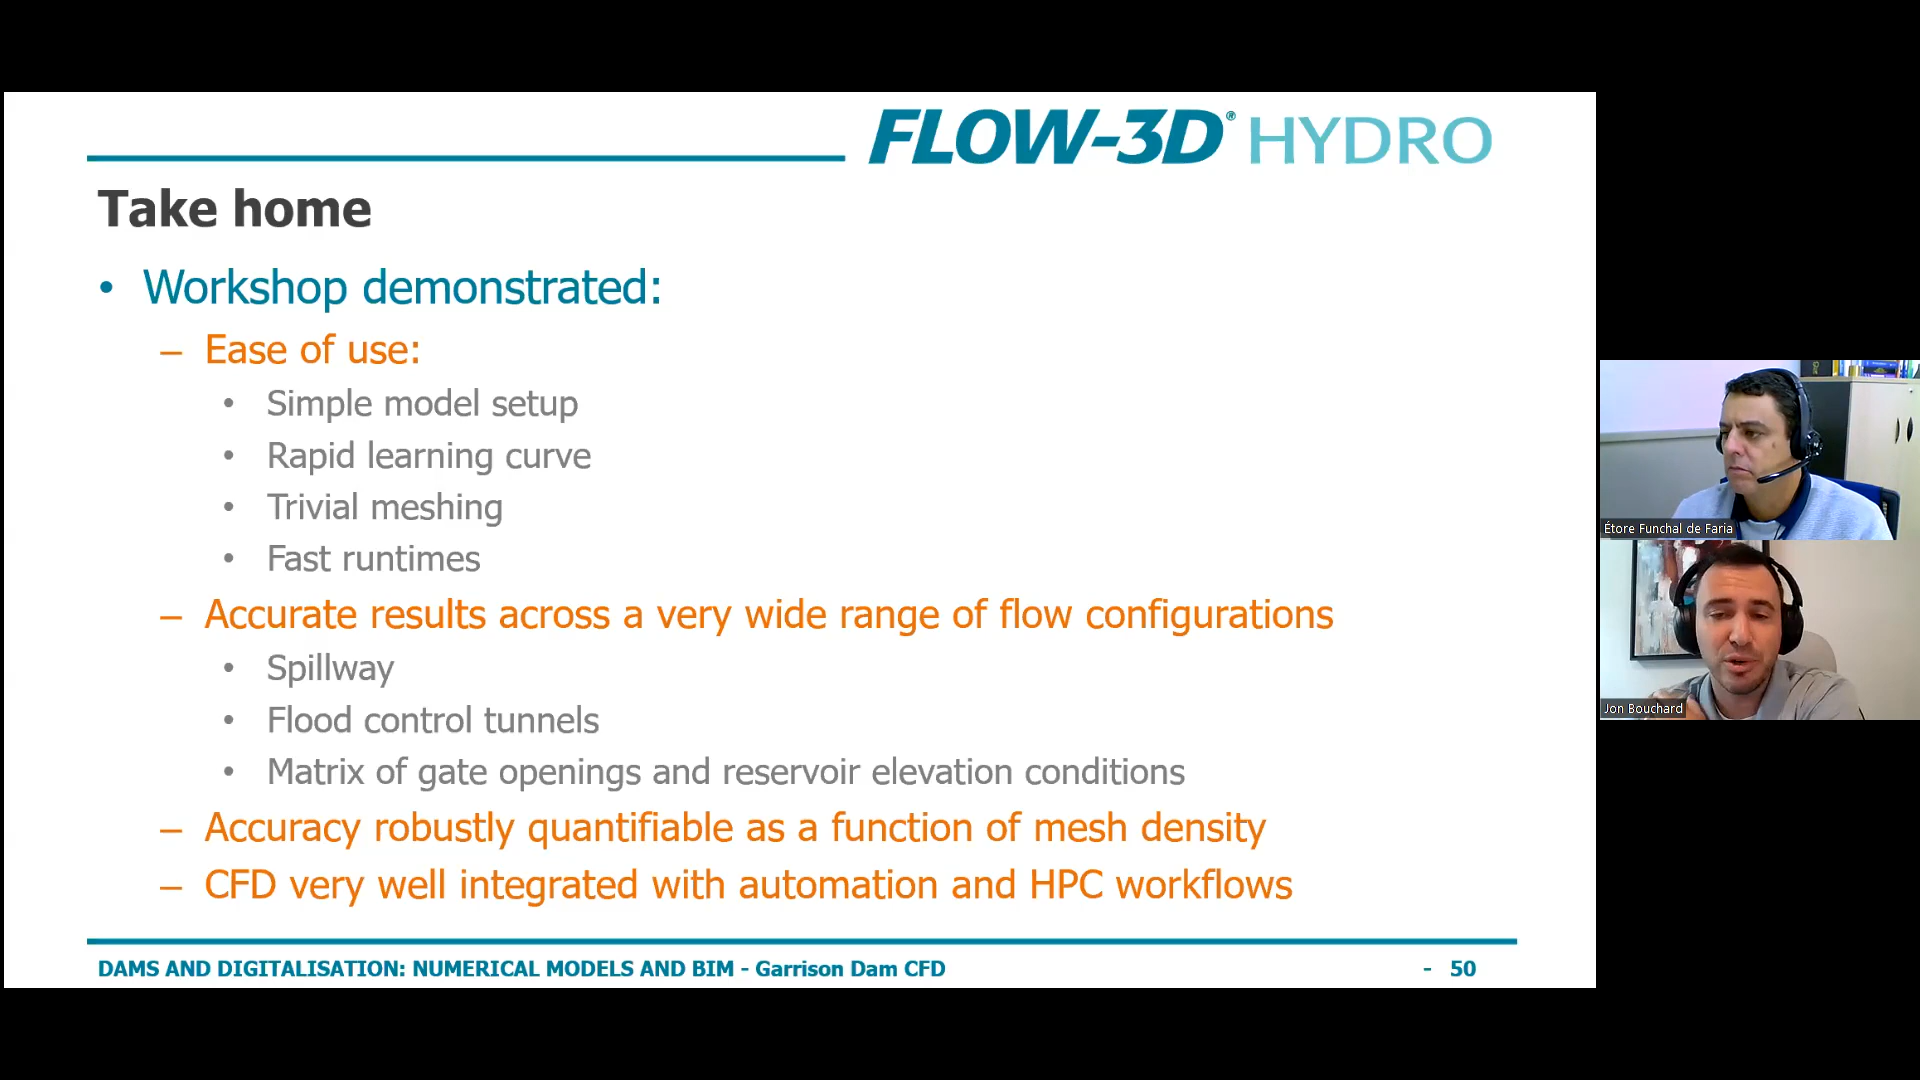 FLOW-3D® HYDRO
Take home
• Workshop demonstrated:
– Ease of use:
• Simple model setup
• Rapid learning curve
• Trivial meshing
• Fast runtimes
– Accurate results across a very wide range of flow configurations
• Spillway
• Flood control tunnels
• Matrix of gate openings and reservoir elevation conditions
– Accuracy robustly quantifiable as a function of mesh density
– CFD very well integrated with automation and HPC workflows
DAMS AND DIGITALISATION: NUMERICAL MODELS AND BIM - Garrison Dam CFD
- 50
Étore Funchal de Faria
Jon Bouchard